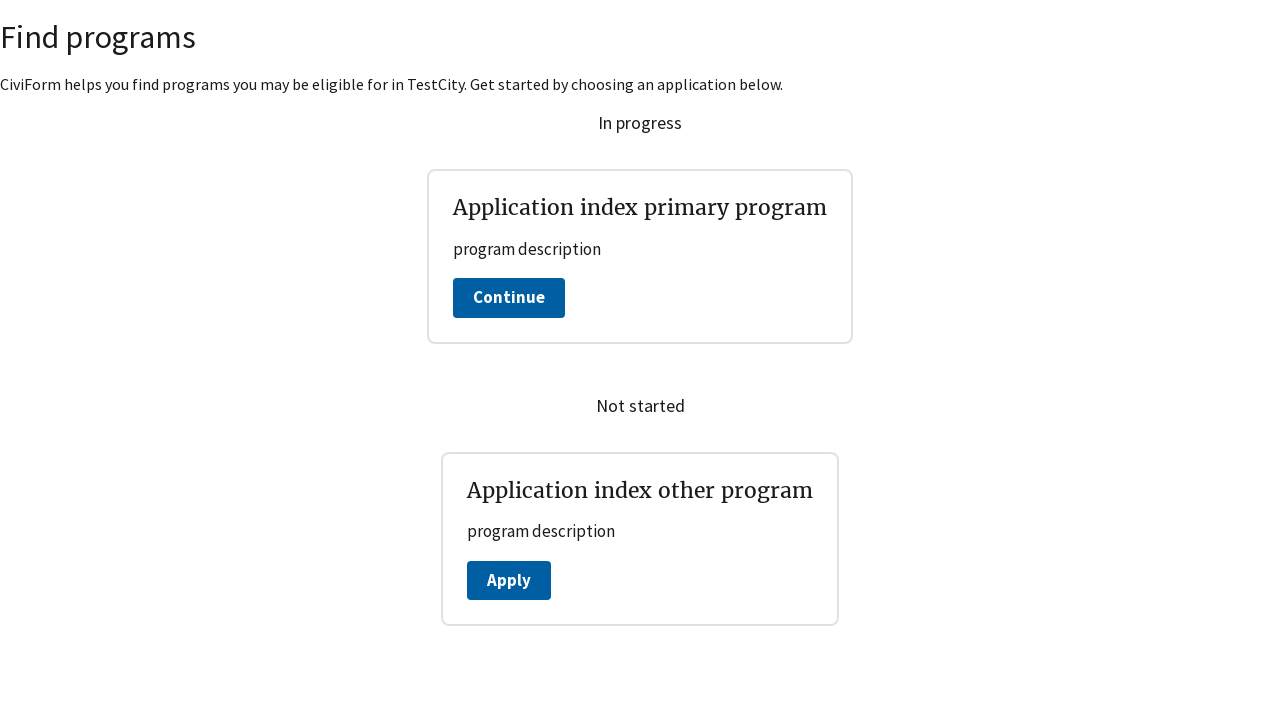 Find programs
CiviForm helps you find programs you may be eligible for in TestCity. Get started by choosing an application below.
In progress
Application index primary program
program description
Continue
Not started
Application index other program
program description
Apply